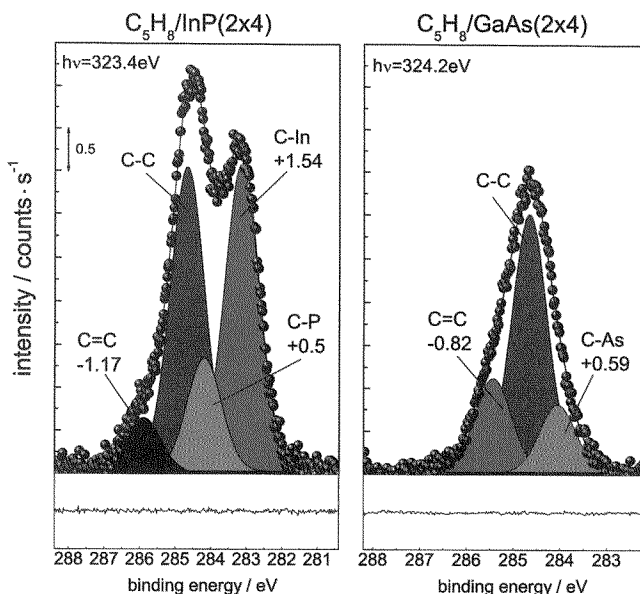 C5H8/InP(2x4)
hν=323.4eV
0.5
C-C
C-In
+1.54
C=C
-1.17
C-P
+0.5
intensity / counts · s⁻¹
288 287 286 285 284 283 282 281
binding energy / eV
C5H8/GaAs(2x4)
hν=324.2eV
C-C
C=C
-0.82
C-As
+0.59
288 287 286 285 284 283
binding energy / eV